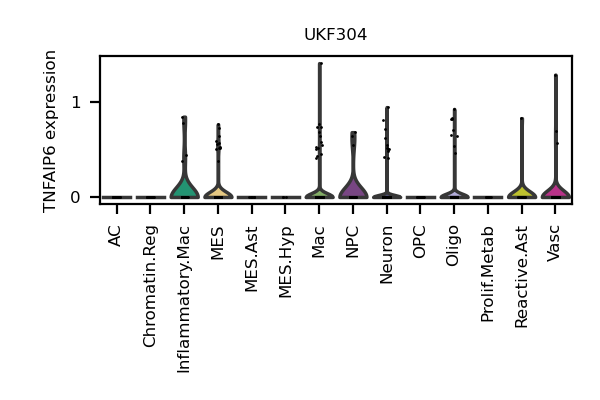 UKF304
TNFAIP6 expression
1
0
AC
Chromatin.Reg
Inflammatory.Mac
MES
MES.Ast
MES.Hyp
Mac
NPC
Neuron
OPC
Oligo
Prolif.Metab
Reactive.Ast
Vasc